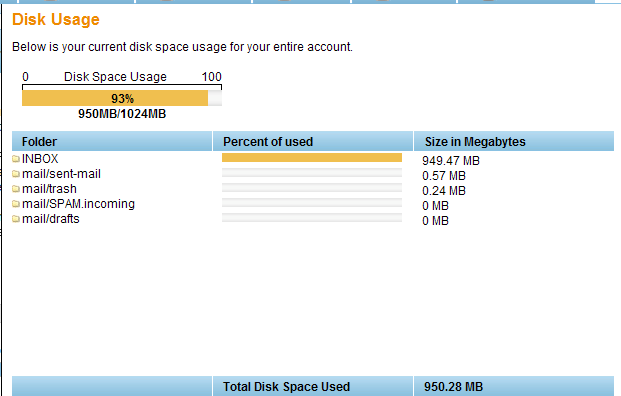 Disk Usage
Below is your current disk space usage for your entire account.
0 Disk Space Usage 100
93%
950MB/1024MB
Folder Percent of used Size in Megabytes
INBOX 949.47 MB
mail/sent-mail 0.57 MB
mail/trash 0.24 MB
mail/SPAM.incoming 0 MB
mail/drafts 0 MB
Total Disk Space Used 950.28 MB